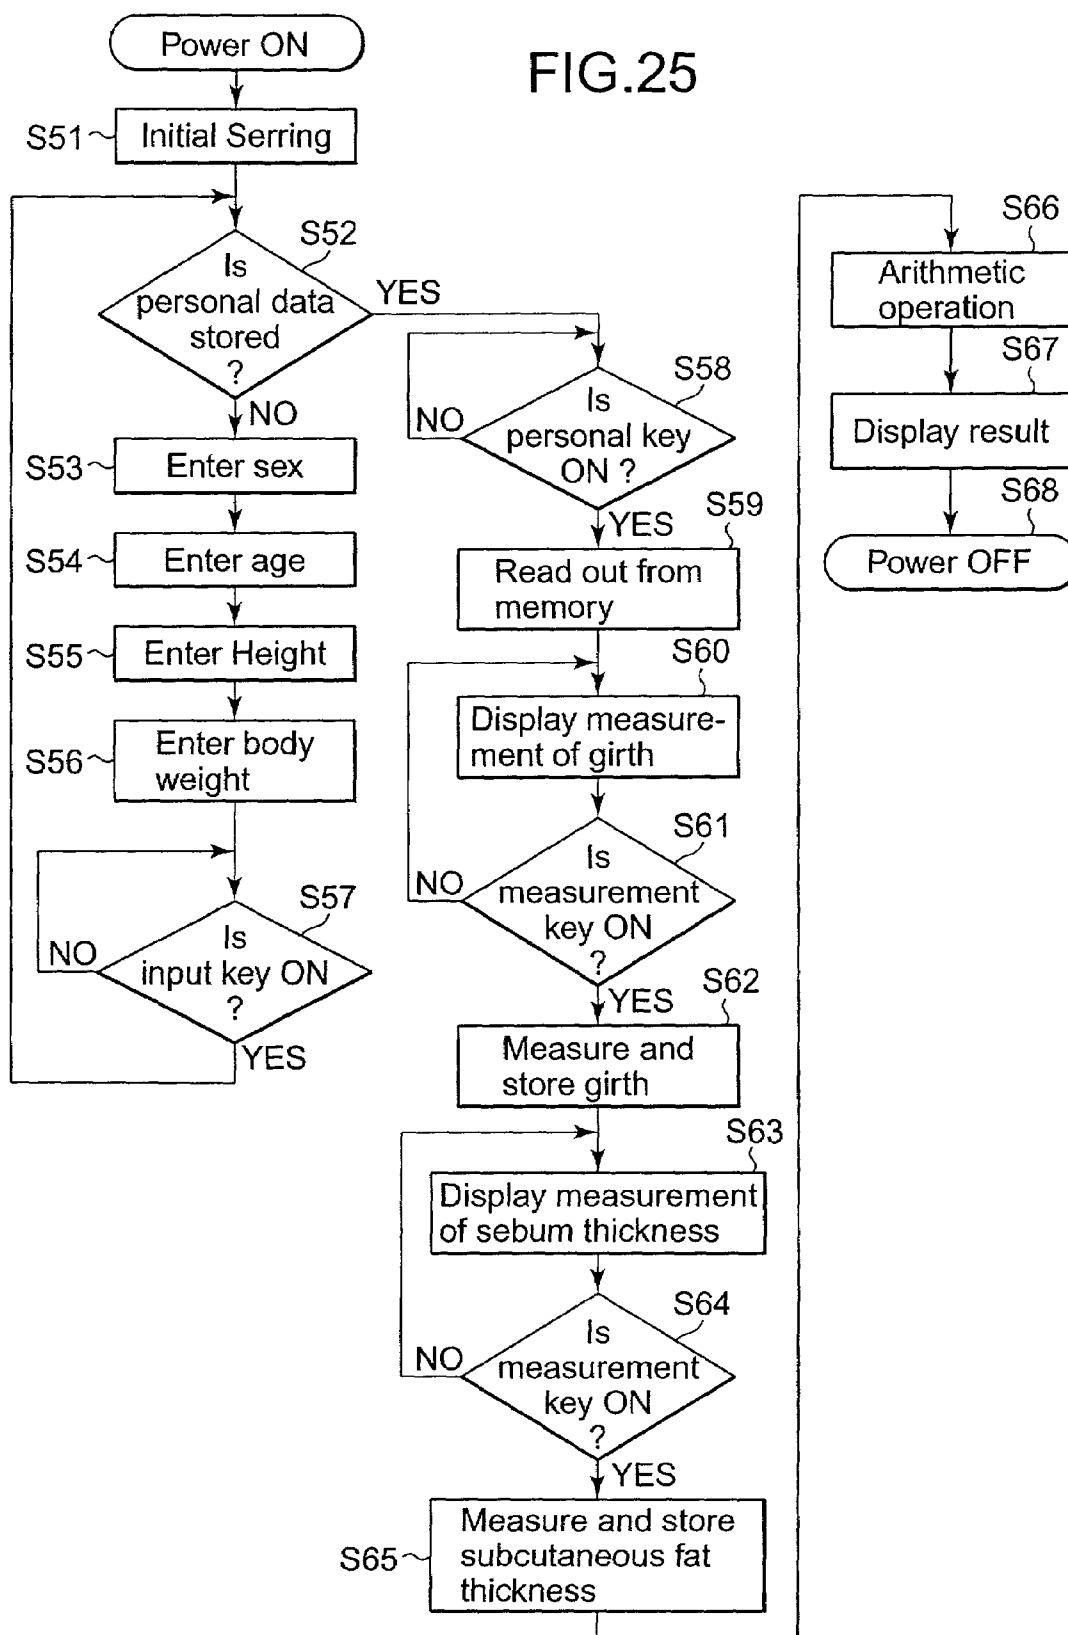 FIG.25
Power ON
S51
Initial Serring
S52
Is
personal data
stored
?
YES
NO
S53
Enter sex
S54
Enter age
S55
Enter Height
S56
Enter body
weight
S57
Is
input key ON
?
NO
YES
S58
Is
personal key
ON ?
NO
YES
S59
Read out from
memory
S60
Display measure-
ment of girth
S61
Is
measurement
key ON
?
NO
YES
S62
Measure and
store girth
S63
Display measurement
of sebum thickness
S64
Is
measurement
key ON
?
NO
YES
S65
Measure and store
subcutaneous fat
thickness
S66
Arithmetic
operation
S67
Display result
S68
Power OFF